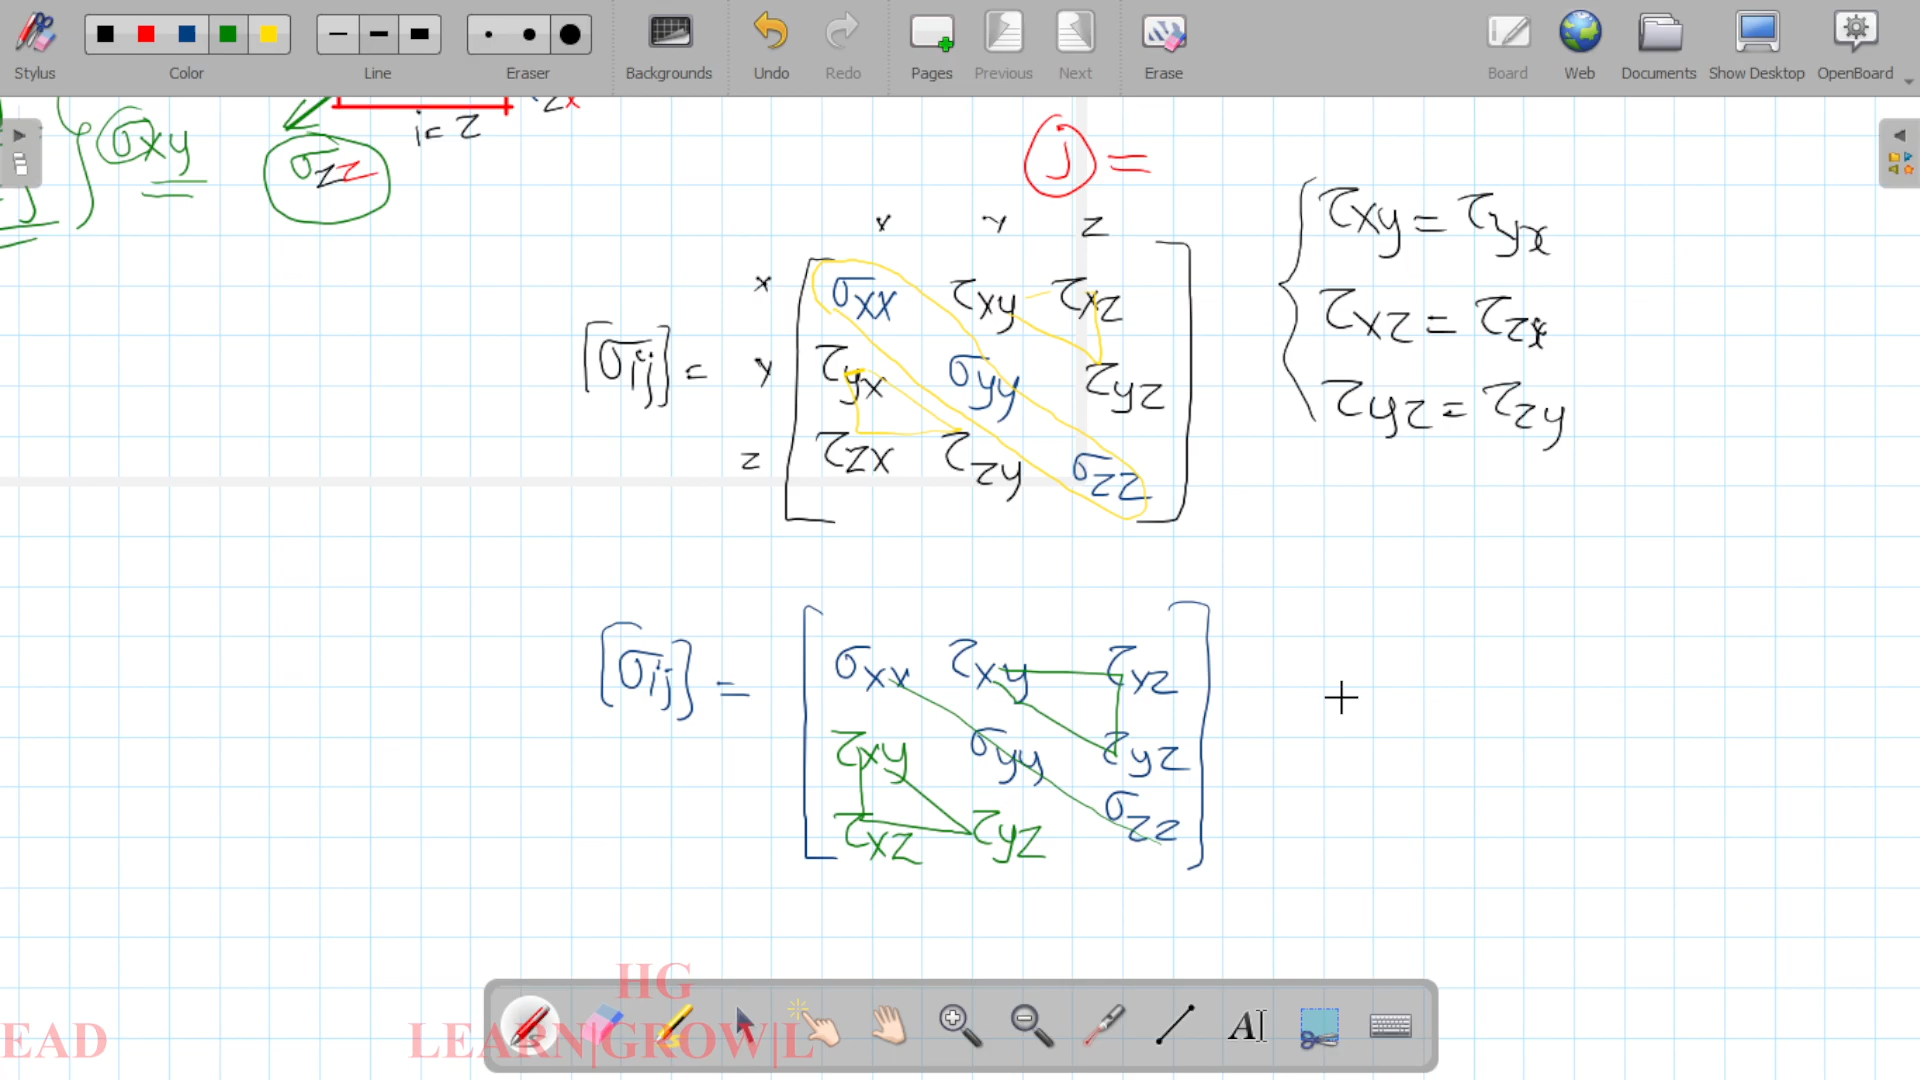 Stylus Color Line Eraser Backgrounds Undo Redo Pages Previous Next Erase Board Web Documents Show Desktop OpenBoard
σxy
σzz
i= z
zx
j =
x y z
x σxx τxy τxz
[σij] = y τyx σyy τyz
z τzx τzy σzz
τxy = τyx
τxz = τzx
τyz = τzy
[σij] =
σxx τxy τxz
τxy σyy τyz
τxz τyz σzz
HG
EAD LEARN|GROW|L